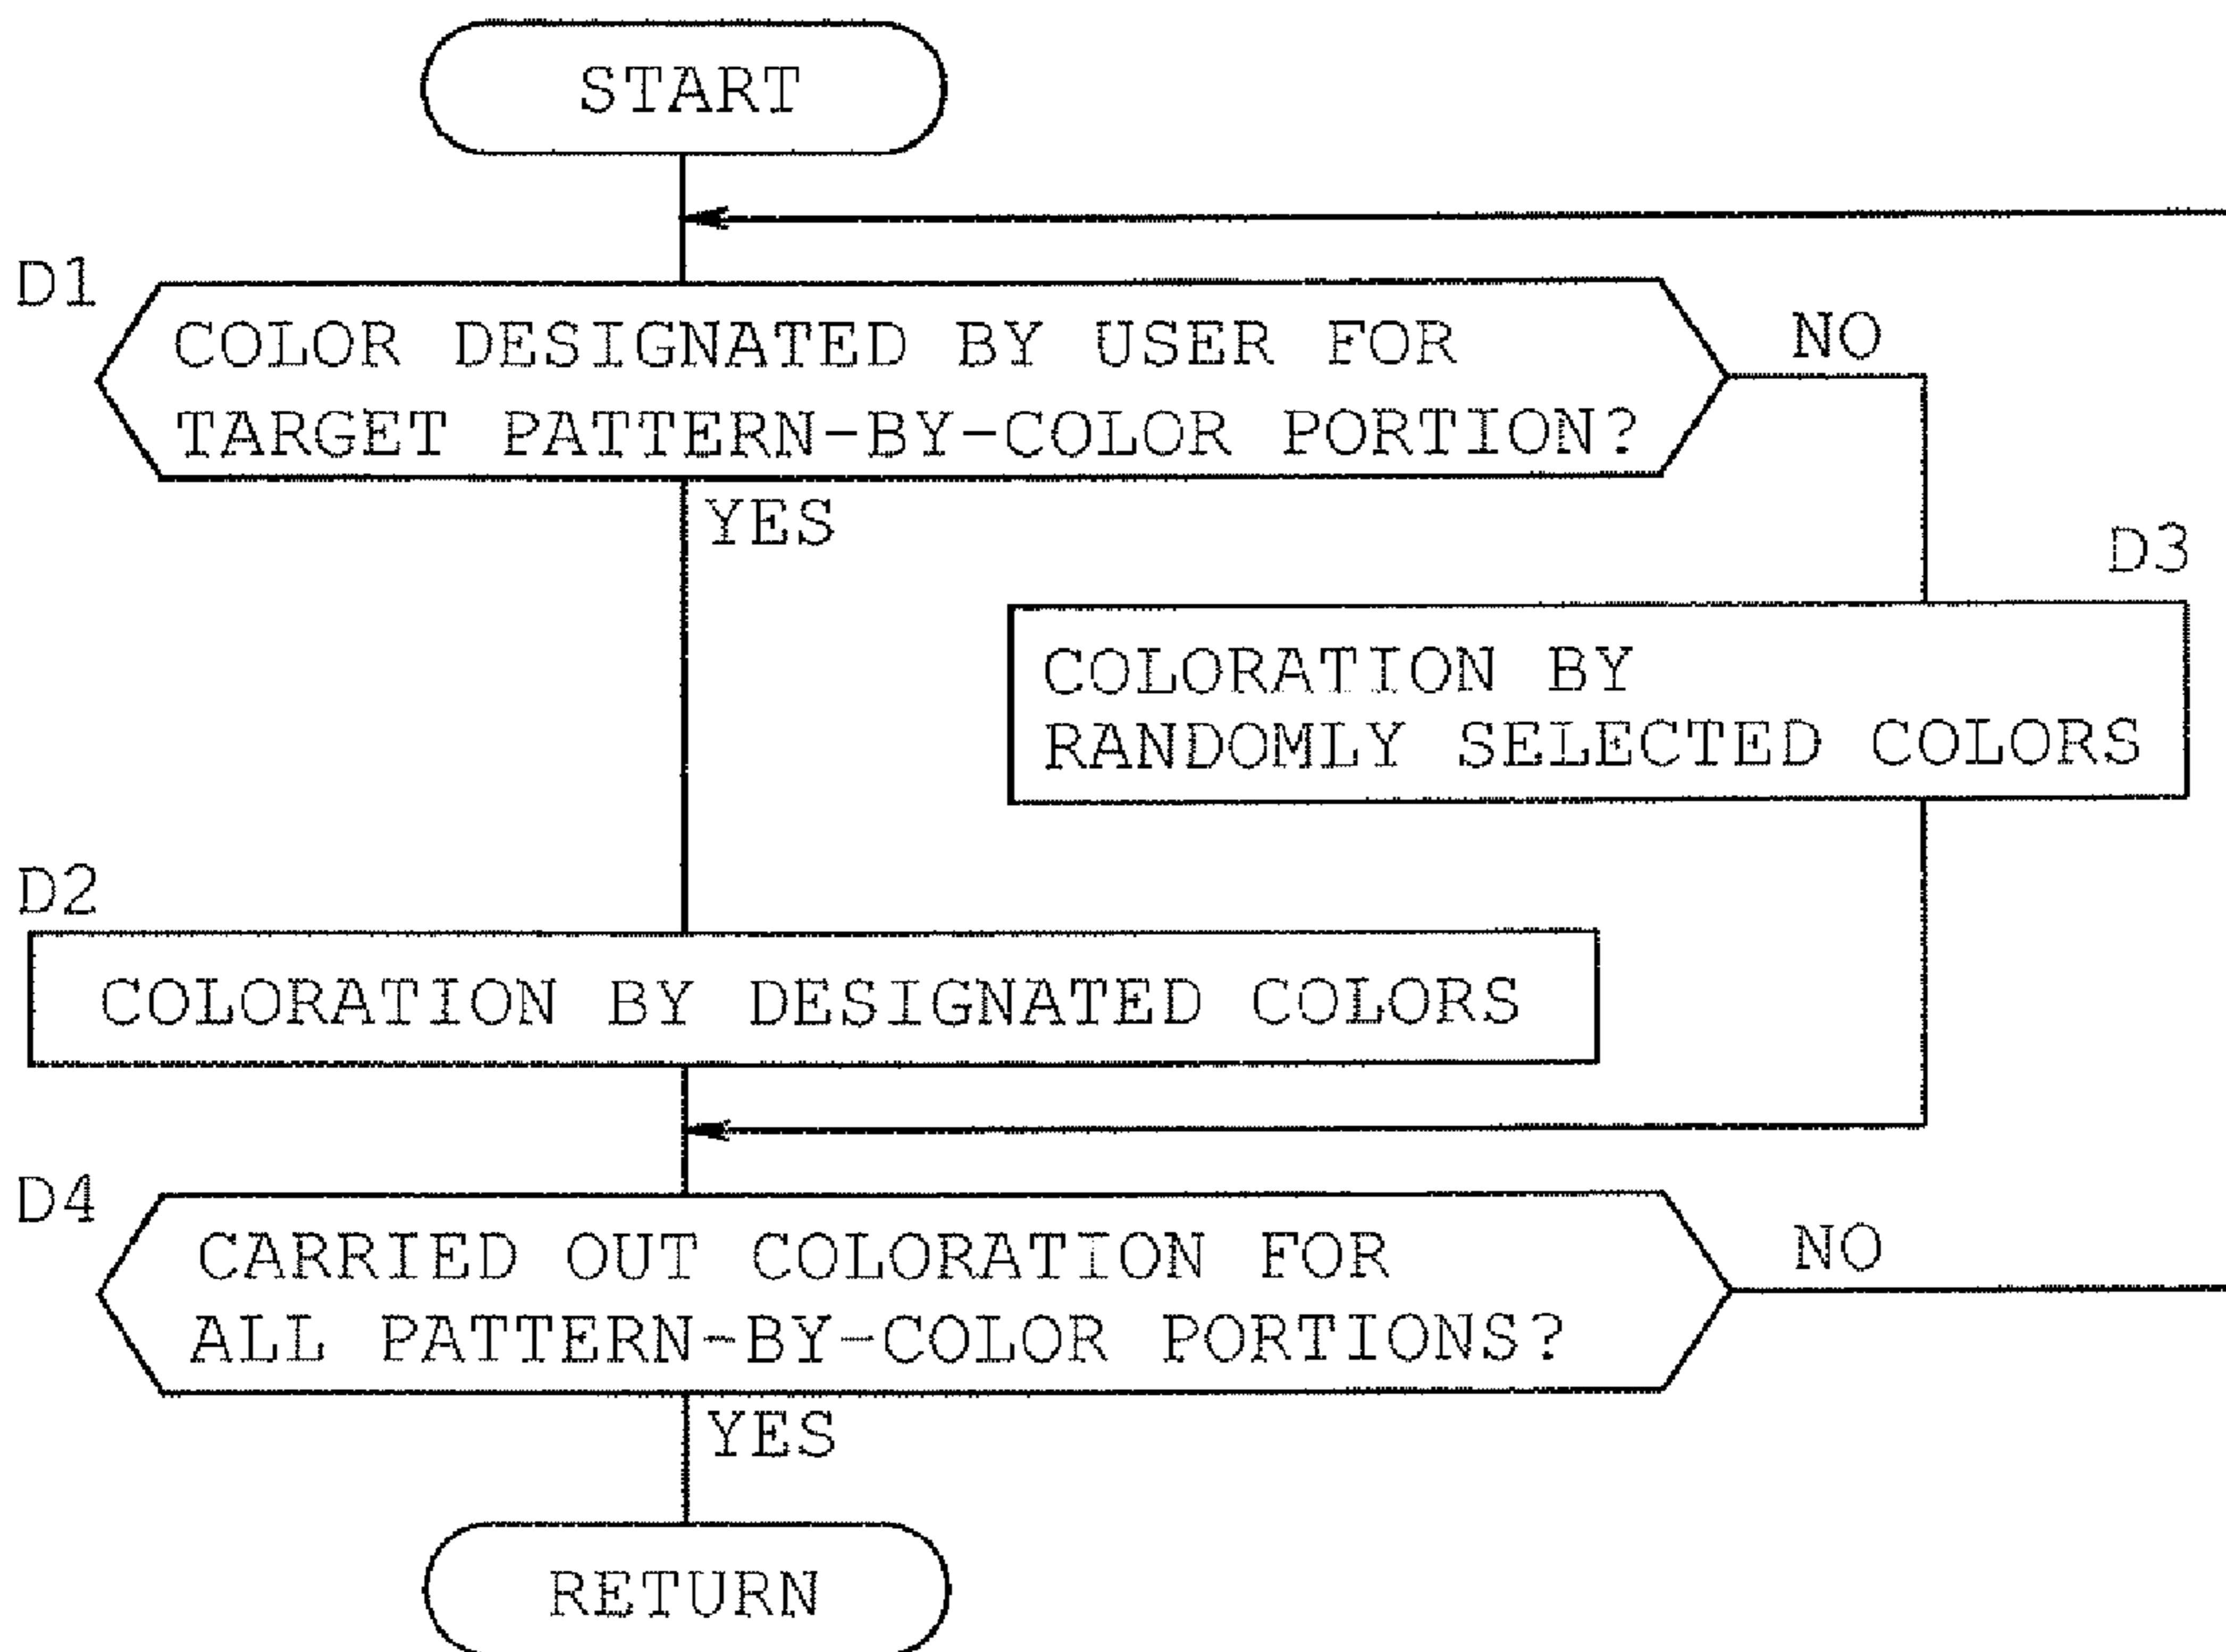 START
D1
COLOR DESIGNATED BY USER FOR
TARGET PATTERN-BY-COLOR PORTION?
NO
YES
D3
COLORATION BY
RANDOMLY SELECTED COLORS
D2
COLORATION BY DESIGNATED COLORS
D4
CARRIED OUT COLORATION FOR
ALL PATTERN-BY-COLOR PORTIONS?
NO
YES
RETURN